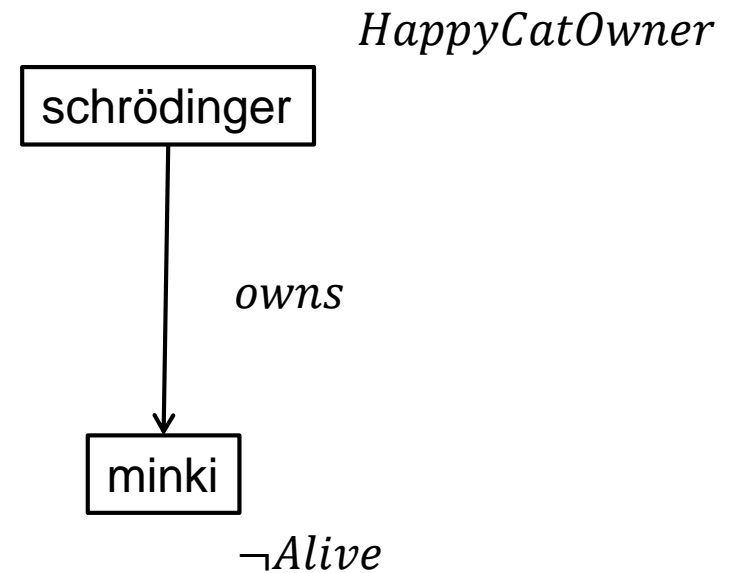 HappyCatOwner
schrödinger
owns
minki
¬Alive